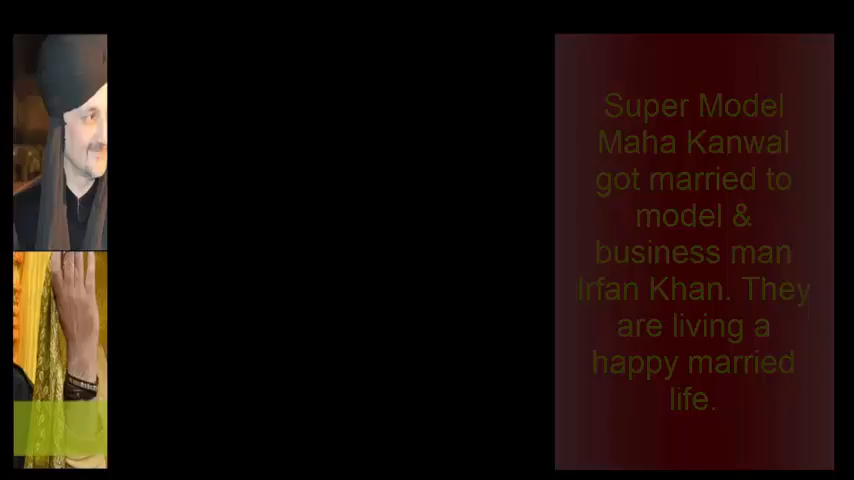 Super Model
Maha Kanwal
got married to
model &
business man
Irfan Khan. They
are living a
happy married
life.